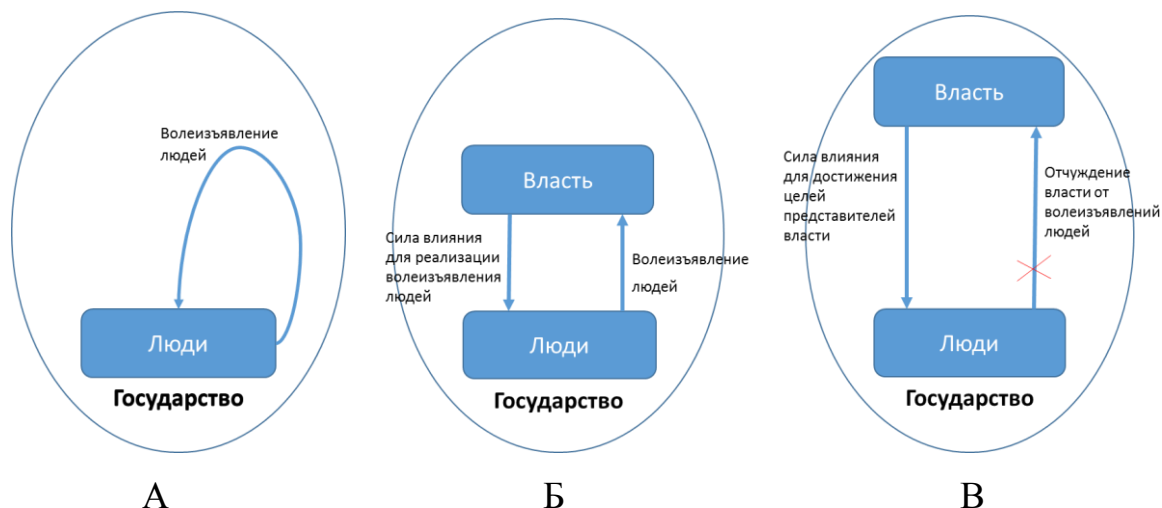 Волеизъявление
людей
Люди
Государство
А
Власть
Сила влияния
для реализации
волеизъявления
людей
Волеизъявление
людей
Люди
Государство
Б
Власть
Сила влияния
для достижения
целей
представителей
власти
Отчуждение
власти от
волеизъявлений
людей
Люди
Государство
В